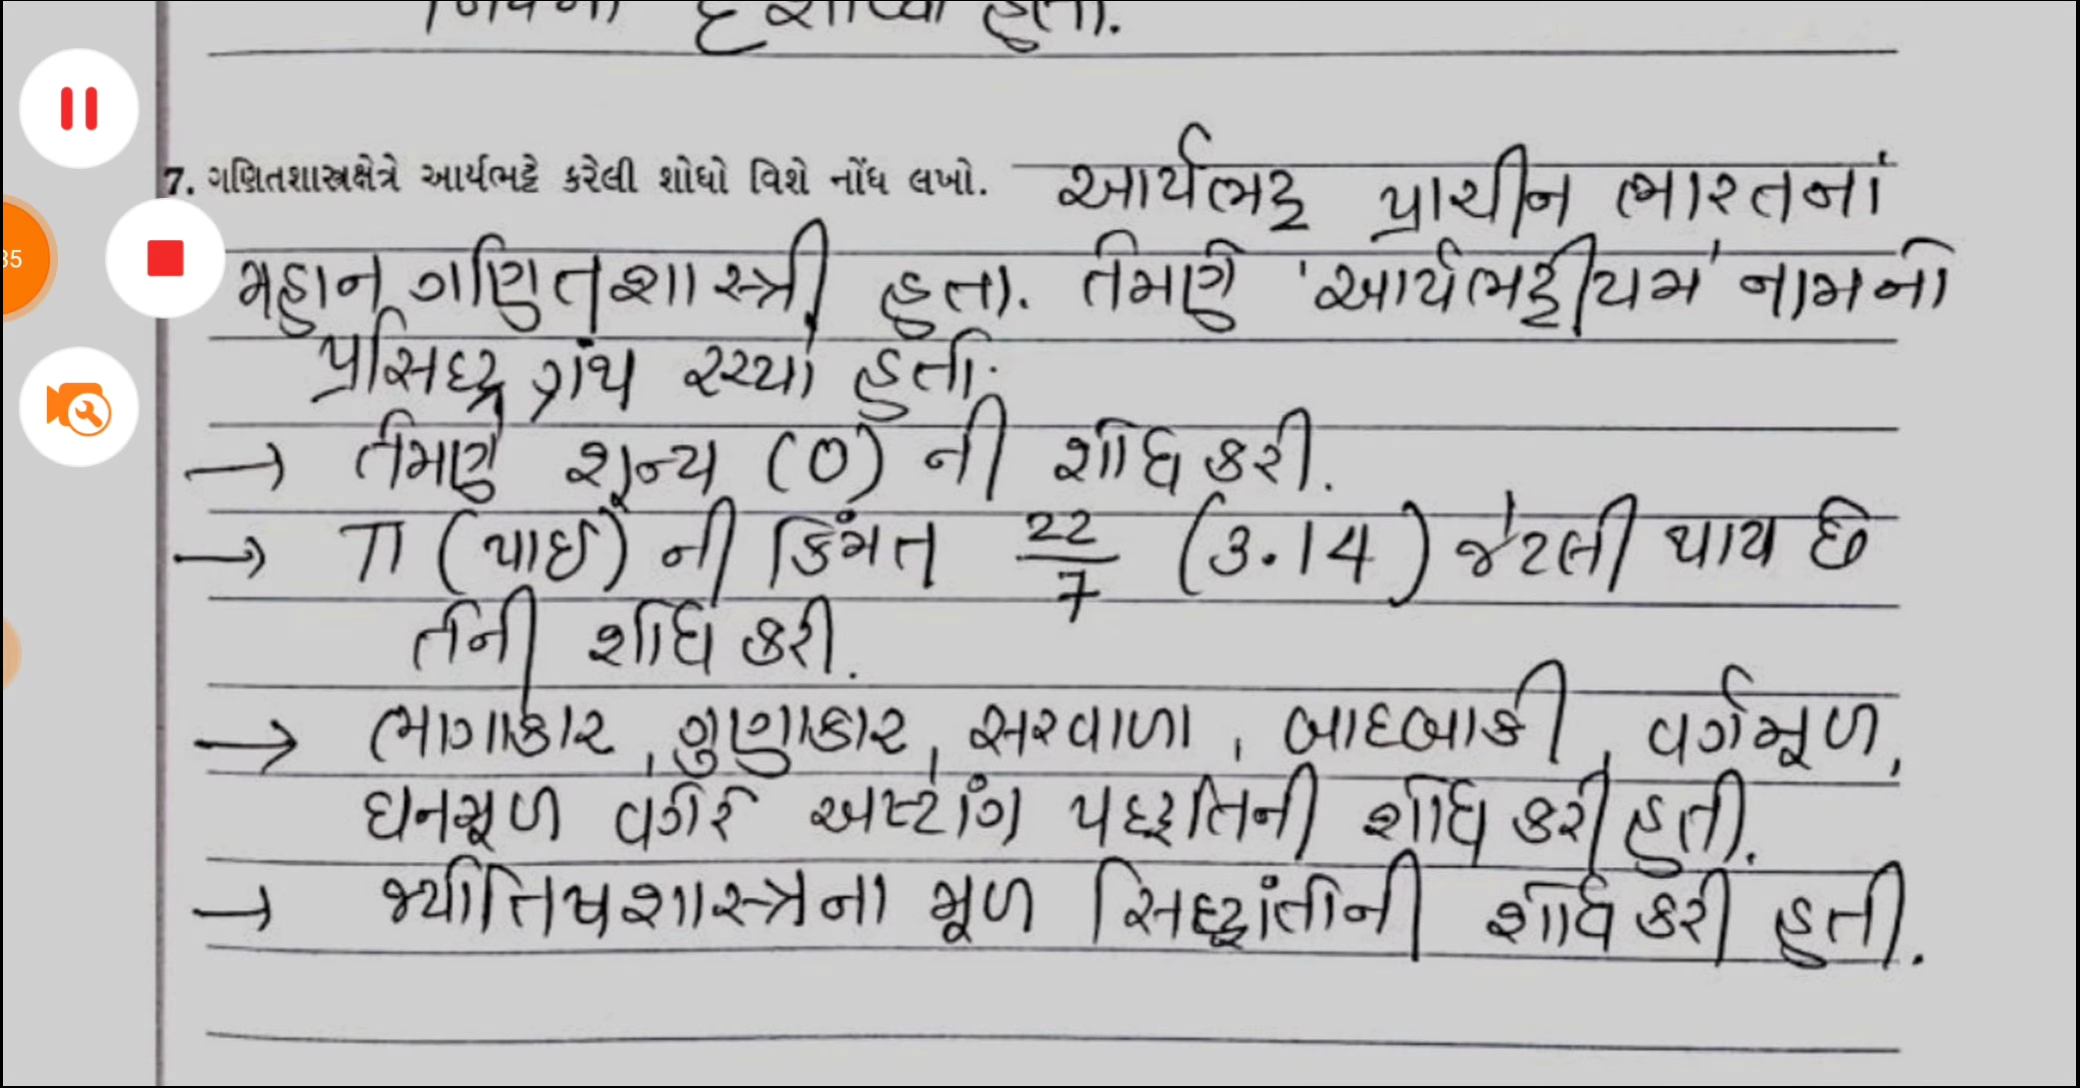 હતા.
7. ગણિતશાસ્ત્રક્ષેત્રે આર્યભટ્ટે કરેલી શોધો વિશે નોંધ લખો. આર્યભટ્ટ પ્રાચીન ભારતનાં
મહાન ગણિતશાસ્ત્રી હતા. તેમણે 'આર્યભટ્ટીયમ' નામનો
પ્રસિધ્ધ ગ્રંથ રચ્યો હતો.
→ તેમણે શૂન્ય (0) ની શોધ કરી.
→ π (પાઈ) ની કિંમત 22/7 (3.14) જેટલી થાય છે
તેની શોધ કરી.
→ ભાગાકાર, ગુણાકાર, સરવાળા, બાદબાકી, વર્ગમૂળ,
ઘનમૂળ વગેરે અષ્ટાંગ પદ્ધતિની શોધ કરી હતી.
→ જ્યોતિષશાસ્ત્રના મૂળ સિદ્ધાંતોની શોધ કરી હતી.
35